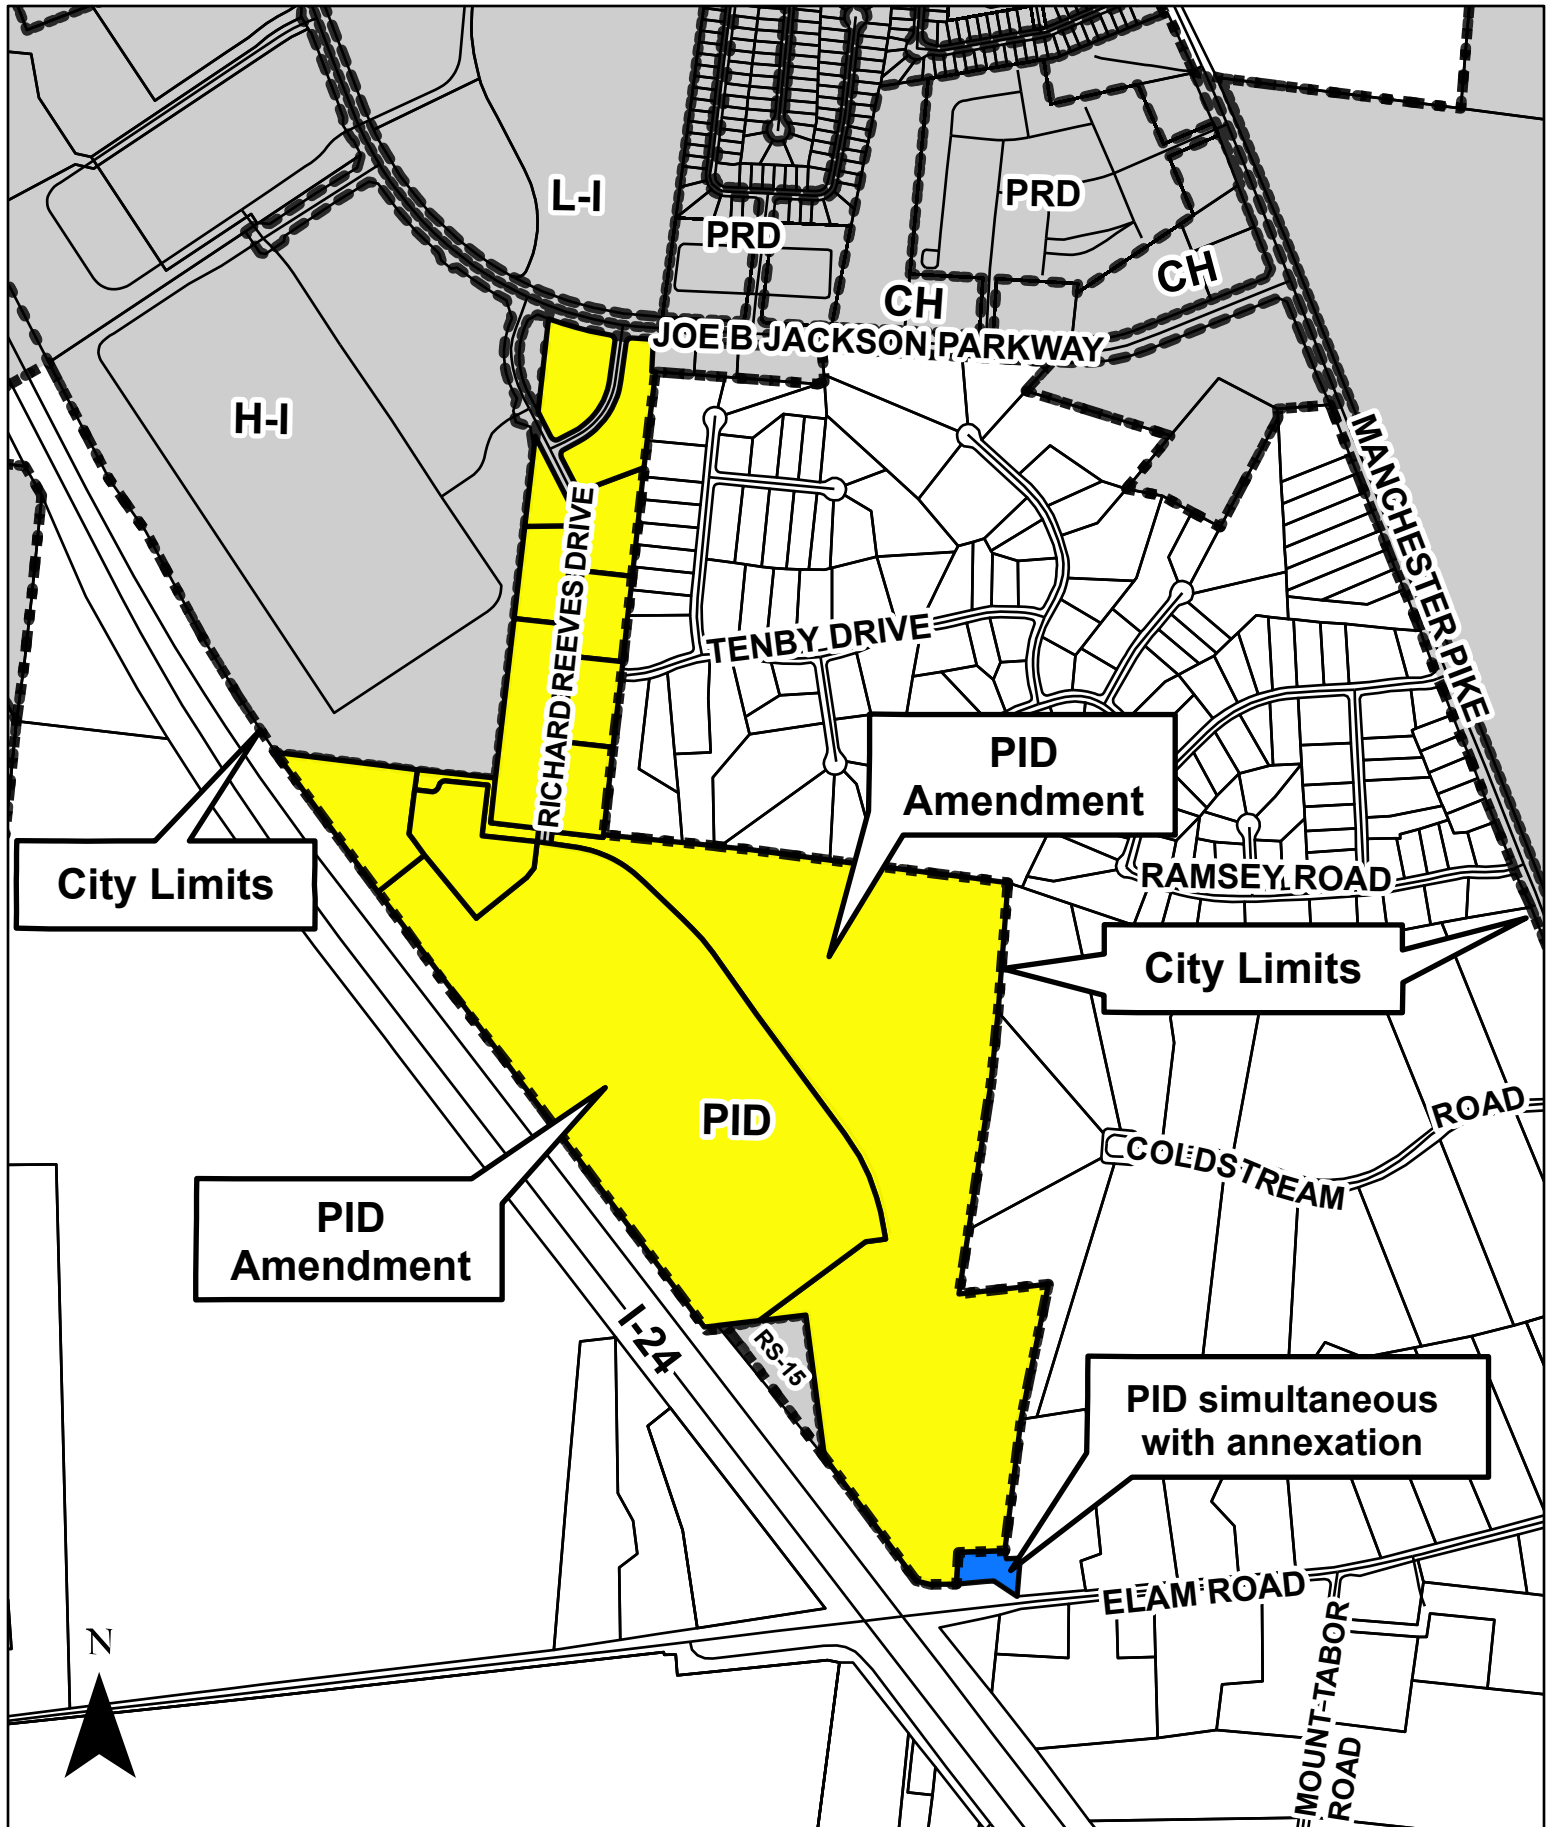 L-I
PRD
PRD
CH
CH
JOE B JACKSON PARKWAY
H-I
MANCHESTER PIKE
RICHARD REEVES DRIVE
TENBY DRIVE
PID
Amendment
City Limits
RAMSEY ROAD
City Limits
PID
COLDSTREAM
ROAD
PID
Amendment
I-24
RS-15
PID simultaneous
with annexation
ELAM ROAD
MOUNT TABOR
ROAD
N